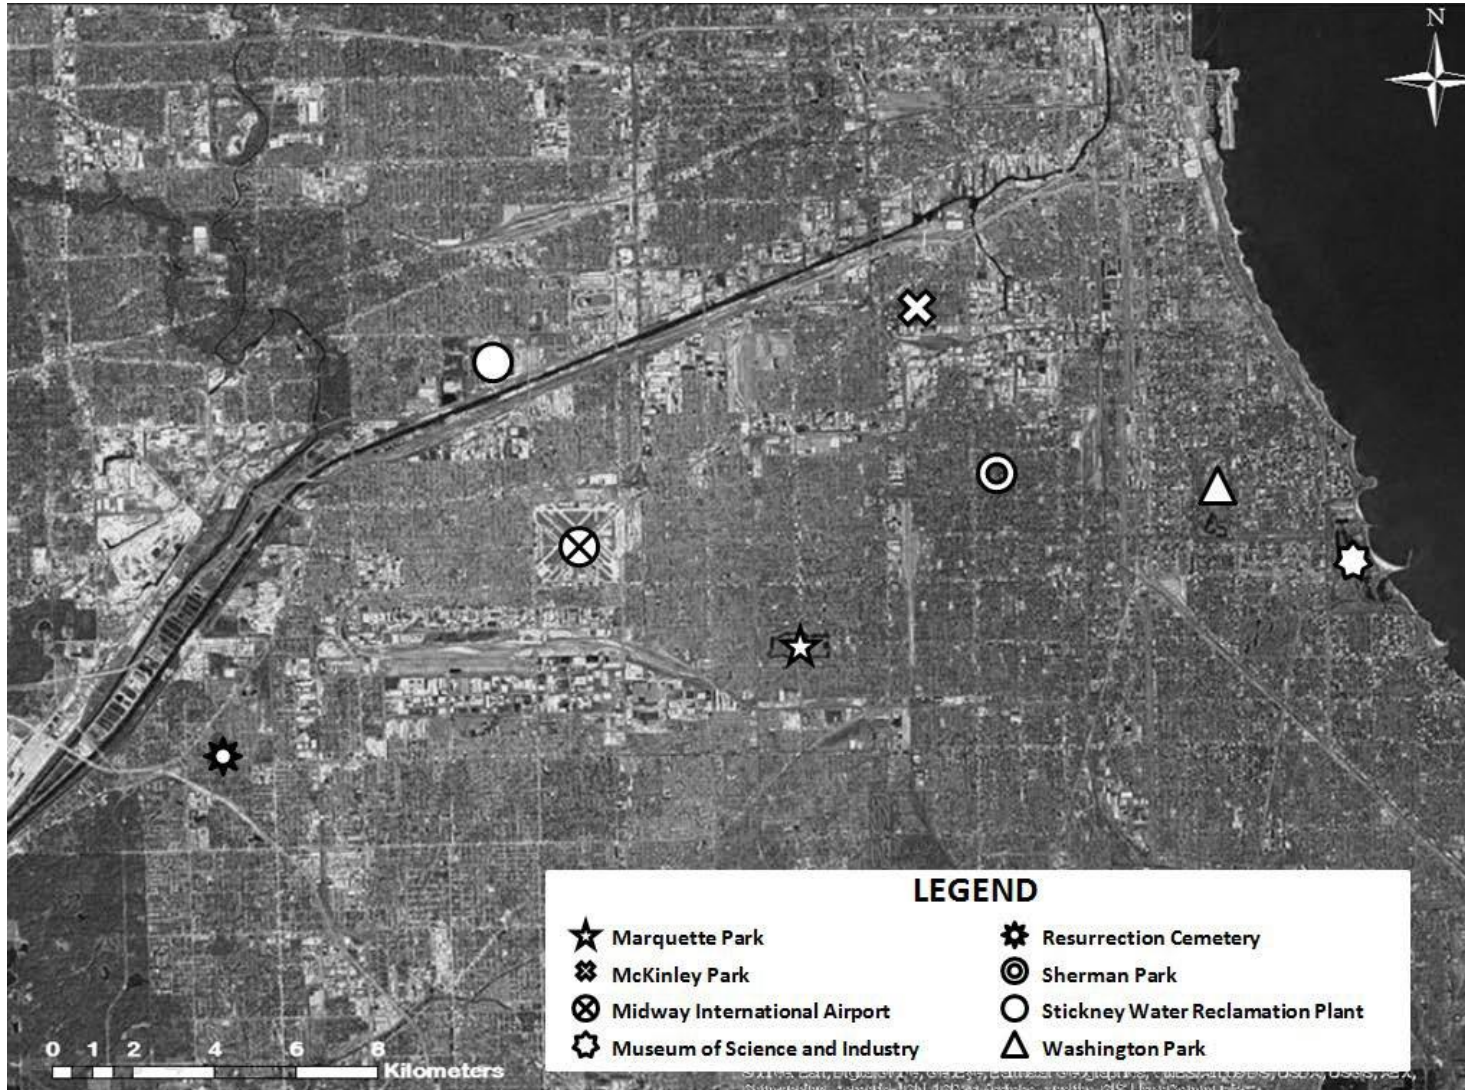 N
LEGEND
Marquette Park
McKinley Park
Midway International Airport
Museum of Science and Industry
Resurrection Cemetery
Sherman Park
Stickney Water Reclamation Plant
Washington Park
0 1 2 4 6 8
Kilometers